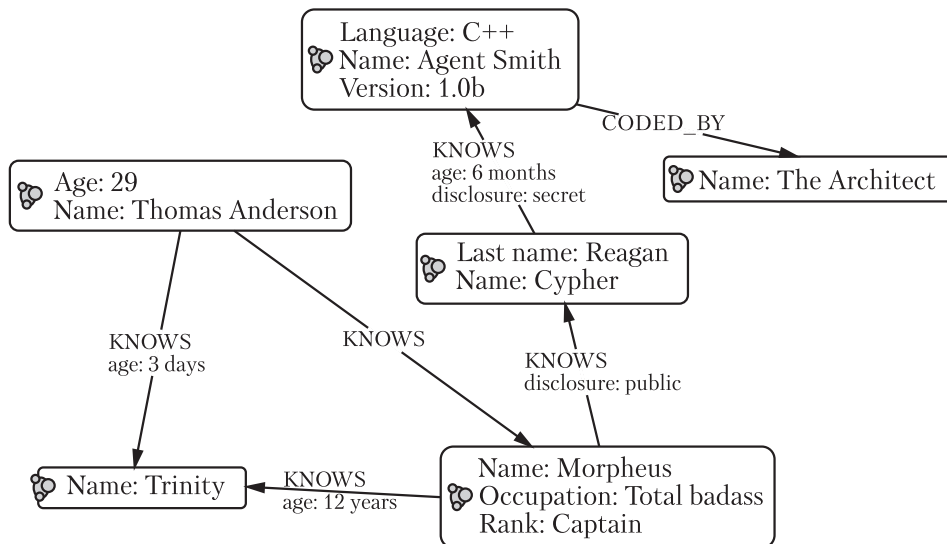 Language: C++
Name: Agent Smith
Version: 1.0b
CODED_BY
Name: The Architect
KNOWS
age: 6 months
disclosure: secret
Age: 29
Name: Thomas Anderson
Last name: Reagan
Name: Cypher
KNOWS
age: 3 days
KNOWS
KNOWS
disclosure: public
Name: Trinity
KNOWS
age: 12 years
Name: Morpheus
Occupation: Total badass
Rank: Captain